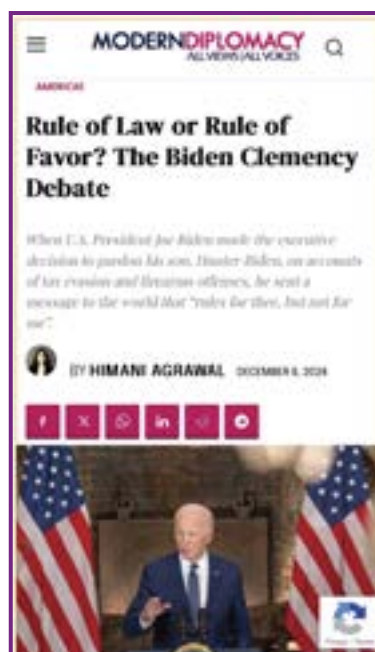 MODERNDIPLOMACY
ALL VIEWS | ALL VOICES
AMERICAS
Rule of Law or Rule of
Favor? The Biden Clemency
Debate
When U.S. President Joe Biden made the executive
decision to pardon his son, Hunter Biden, on accounts
of tax evasion and firearms offenses, he sent a
message to the world that "rules for thee, but not for
me".
BY HIMANI AGRAWAL DECEMBER 8, 2024
Privacy - Terms